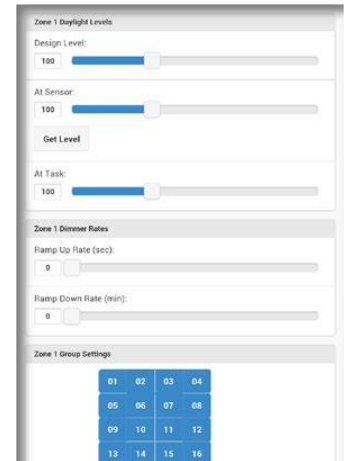 Zone 1 Daylight Levels
Design Level:
100
At Sensor:
100
Get Level
At Task:
100
Zone 1 Dimmer Rates
Ramp Up Rate (sec):
0
Ramp Down Rate (min):
0
Zone 1 Group Settings
01 02 03 04
05 06 07 08
09 10 11 12
13 14 15 16